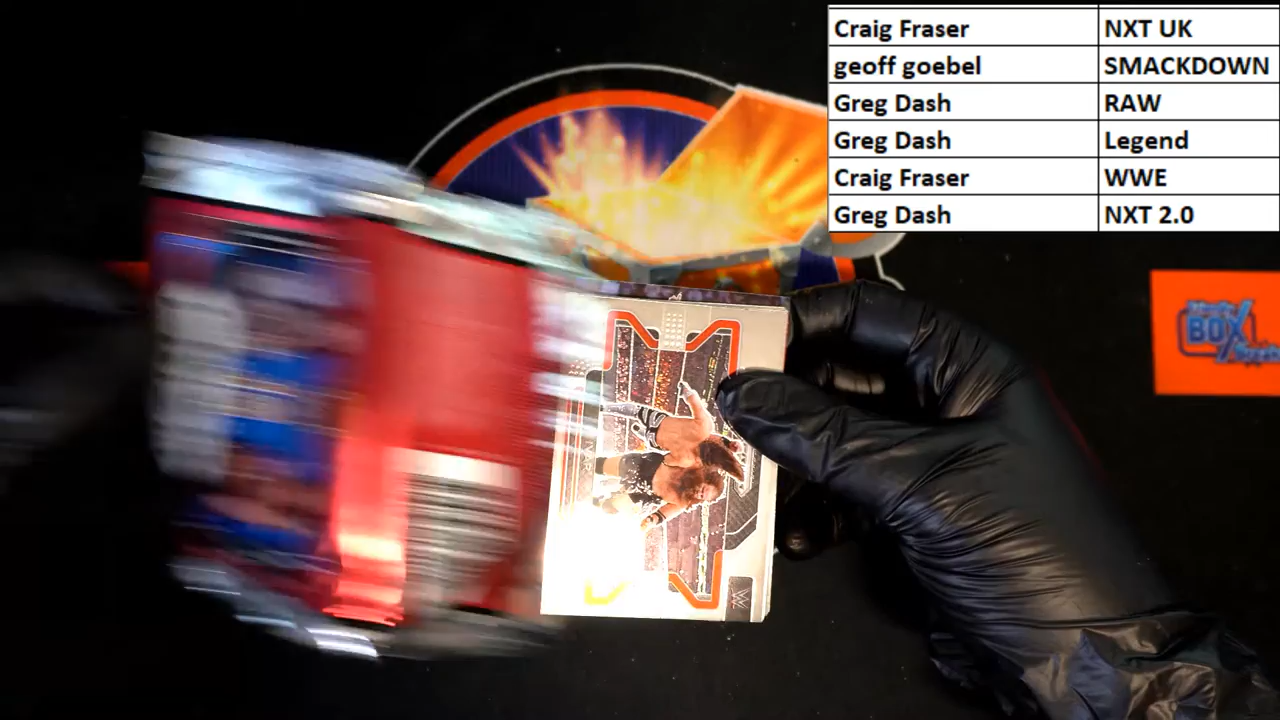 Craig Fraser NXT UK
geoff goebel SMACKDOWN
Greg Dash RAW
Greg Dash Legend
Craig Fraser WWE
Greg Dash NXT 2.0
BOX